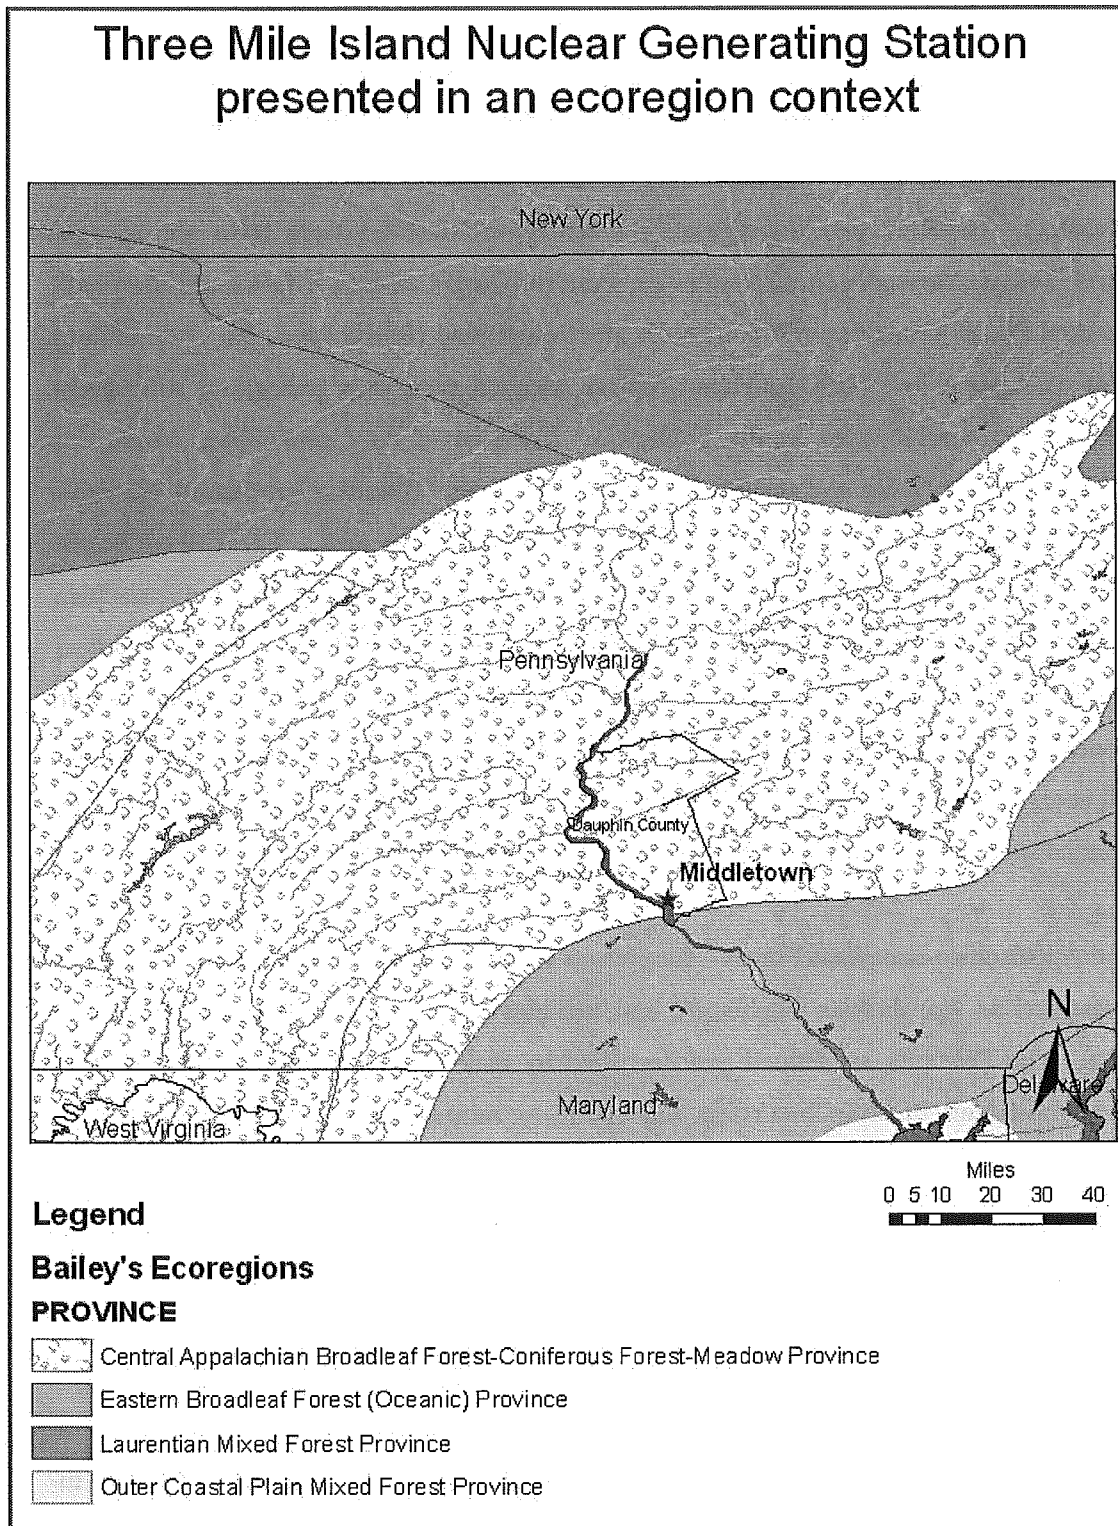 Three Mile Island Nuclear Generating Station
presented in an ecoregion context
New York
Pennsylvania
Dauphin County
Middletown
N
Delaware
Maryland
West Virginia
Miles
0 5 10 20 30 40
Legend
Bailey's Ecoregions
PROVINCE
Central Appalachian Broadleaf Forest-Coniferous Forest-Meadow Province
Eastern Broadleaf Forest (Oceanic) Province
Laurentian Mixed Forest Province
Outer Coastal Plain Mixed Forest Province